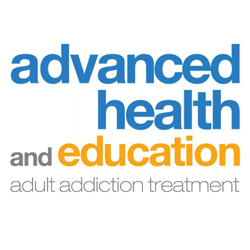 advanced
health
and education
adult addiction treatment